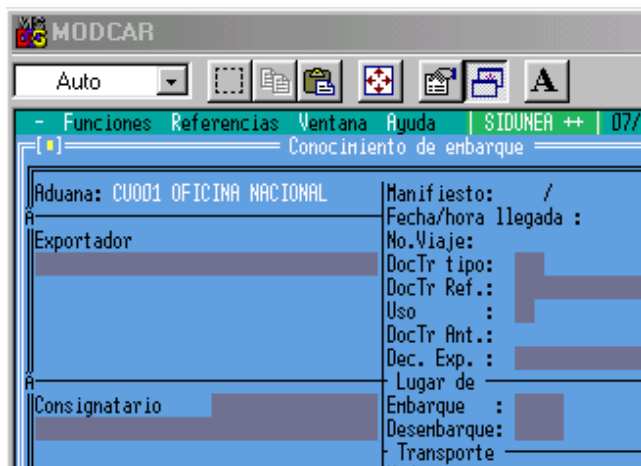 MODCAR
Auto
A
- Funciones Referencias Ventana Ayuda | SIDUNEA ++ | 07/
Conocimiento de embarque
Aduana: CU001 OFICINA NACIONAL
Exportador
Consignatario
Manifiesto: /
Fecha/hora llegada :
No.Viaje:
DocTr tipo:
DocTr Ref.:
Uso :
DocTr Ant.:
Dec. Exp. :
Lugar de
Embarque :
Desembarque:
Transporte